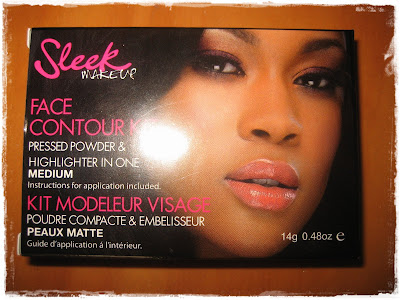 Sleek
MAKEUP
FACE
CONTOUR K
PRESSED POWDER &
HIGHLIGHTER IN ONE
MEDIUM
Instructions for application included.
KIT MODELEUR VISAGE
POUDRE COMPACTE & EMBELISSEUR
PEAUX MATTE
Guide d'application à l'intérieur.
14g 0.48oz e